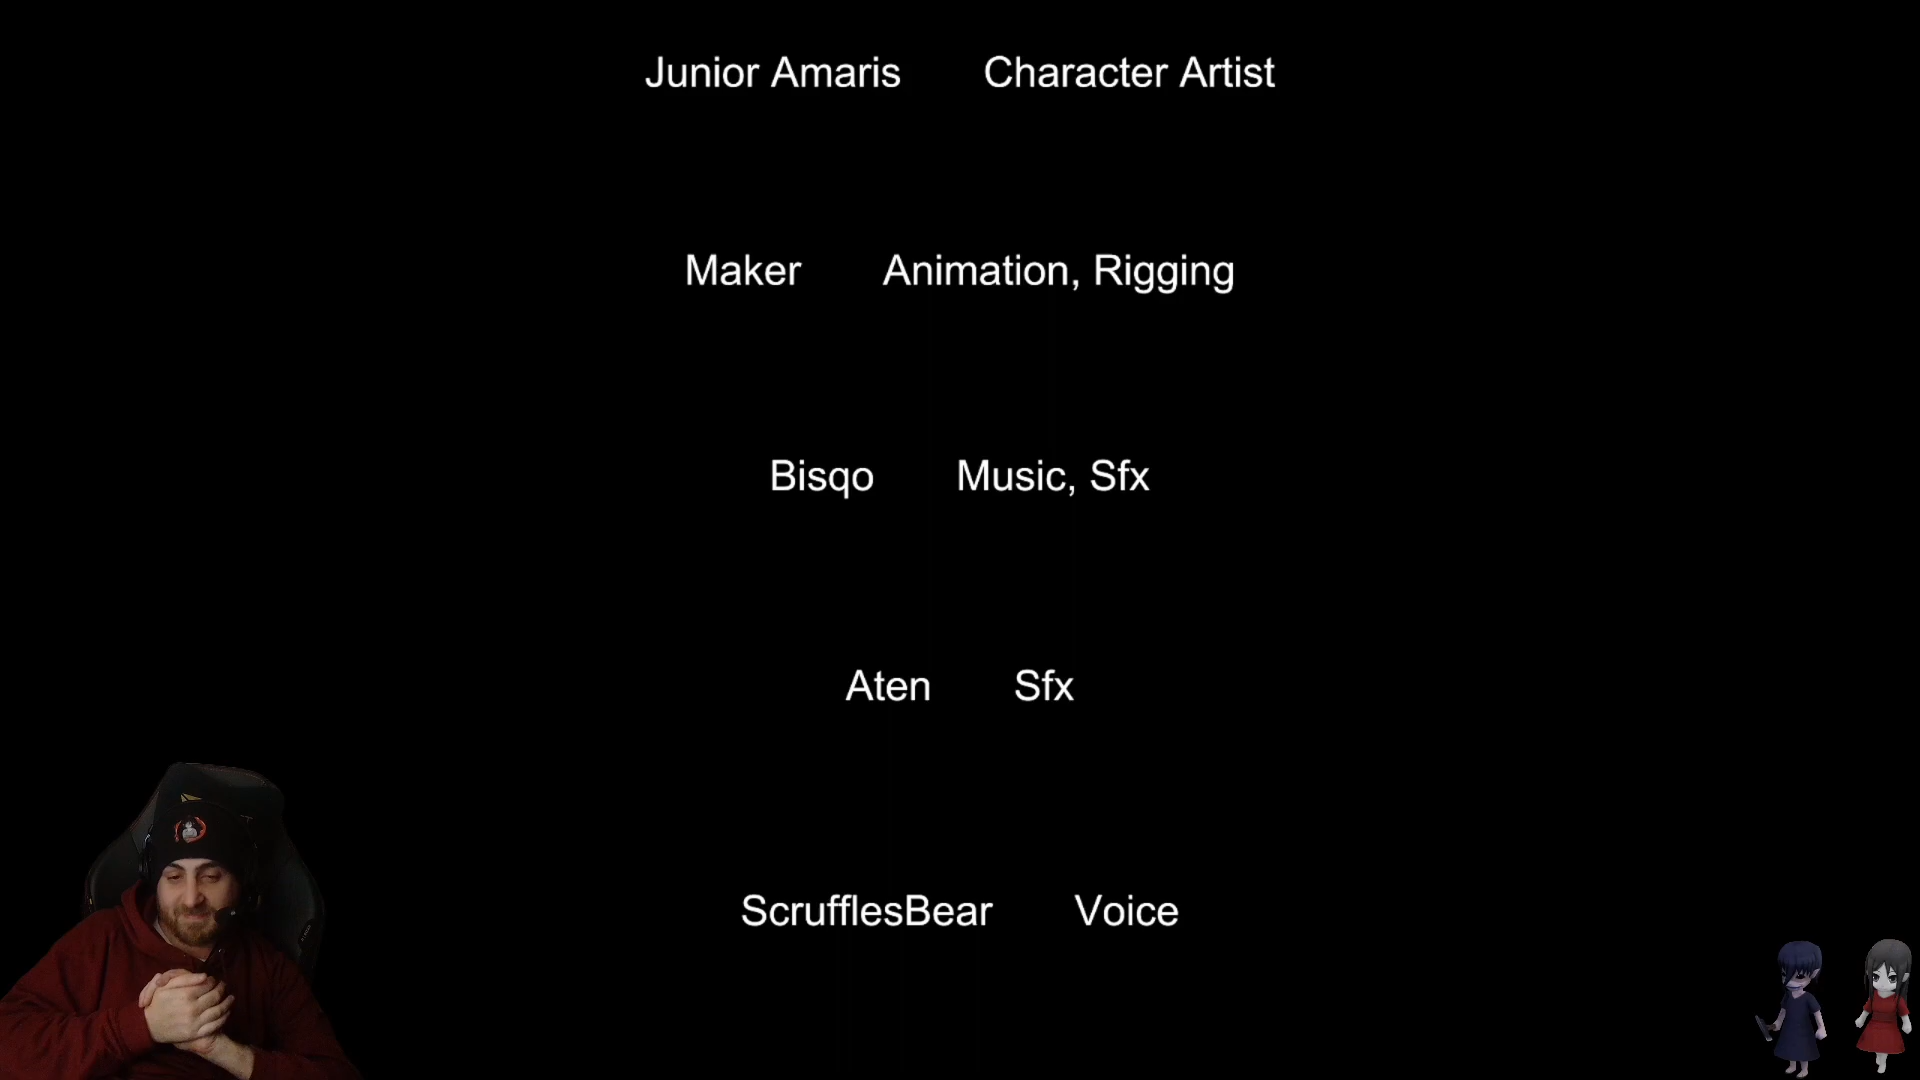 Junior Amaris Character Artist
Maker Animation, Rigging
Bisqo Music, Sfx
Aten Sfx
ScrufflesBear Voice